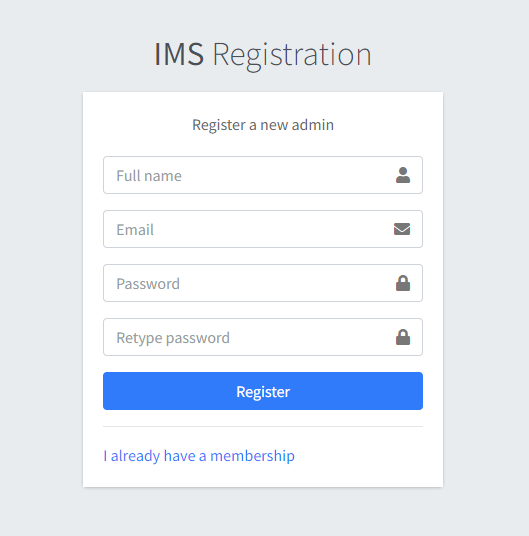 IMS Registration
Register a new admin
Full name
Email
Password
Retype password
Register
I already have a membership